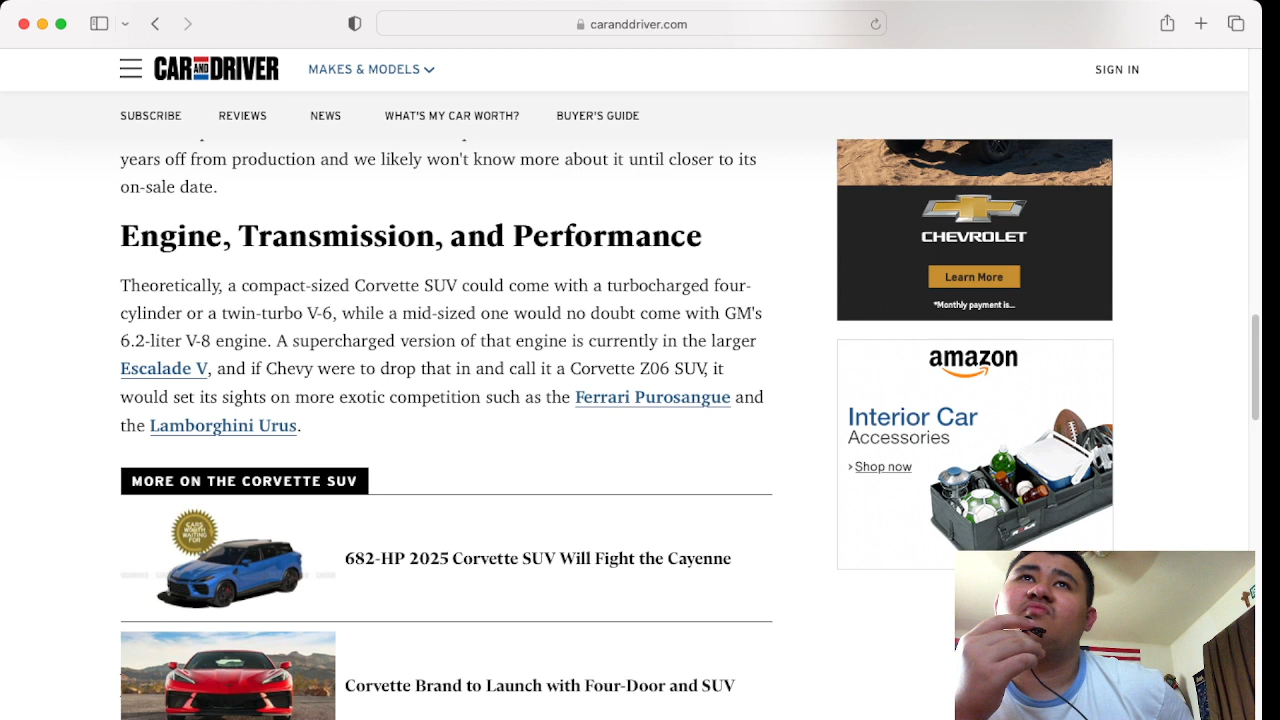 caranddriver.com
CAR AND DRIVER
MAKES & MODELS
SIGN IN
SUBSCRIBE
REVIEWS
NEWS
WHAT'S MY CAR WORTH?
BUYER'S GUIDE
years off from production and we likely won't know more about it until closer to its
on-sale date.
Engine, Transmission, and Performance
Theoretically, a compact-sized Corvette SUV could come with a turbocharged four-
cylinder or a twin-turbo V-6, while a mid-sized one would no doubt come with GM's
6.2-liter V-8 engine. A supercharged version of that engine is currently in the larger
Escalade V, and if Chevy were to drop that in and call it a Corvette Z06 SUV, it
would set its sights on more exotic competition such as the Ferrari Purosangue and
the Lamborghini Urus.
MORE ON THE CORVETTE SUV
CARS
WORTH
WAITING
FOR
682-HP 2025 Corvette SUV Will Fight the Cayenne
Corvette Brand to Launch with Four-Door and SUV
CHEVROLET
Learn More
*Monthly payment is...
amazon
Interior Car
Accessories
› Shop now